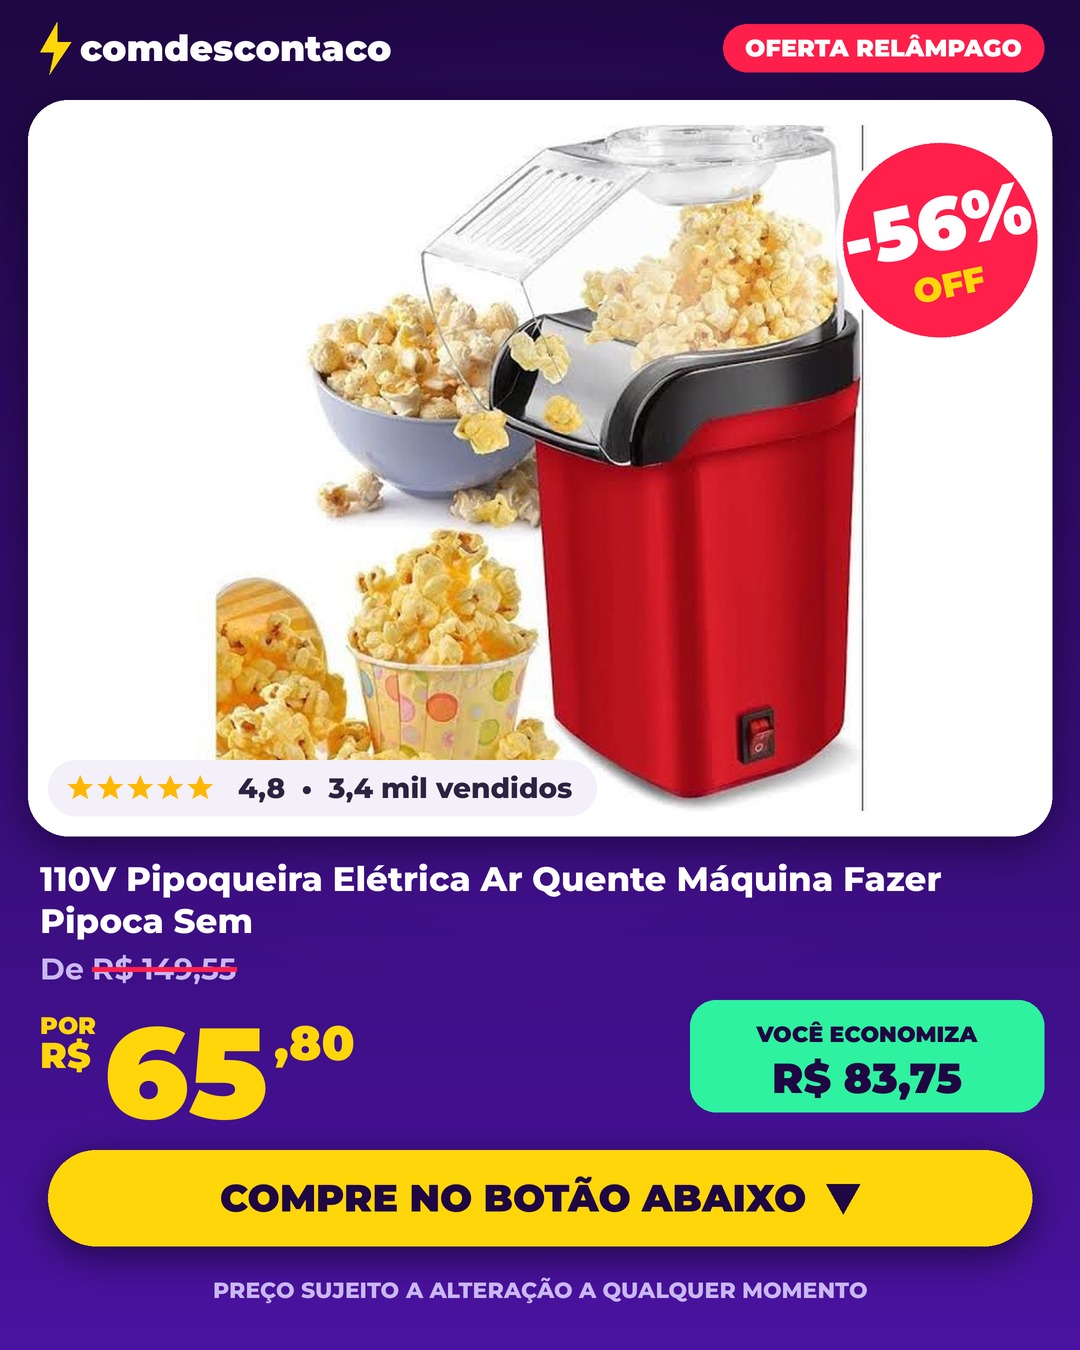 comdescontaco
OFERTA RELÂMPAGO
-56%
OFF
4,8 • 3,4 mil vendidos
110V Pipoqueira Elétrica Ar Quente Máquina Fazer
Pipoca Sem
De R$ 149,55
POR
R$ 65,80
VOCÊ ECONOMIZA
R$ 83,75
COMPRE NO BOTÃO ABAIXO ▼
PREÇO SUJEITO A ALTERAÇÃO A QUALQUER MOMENTO